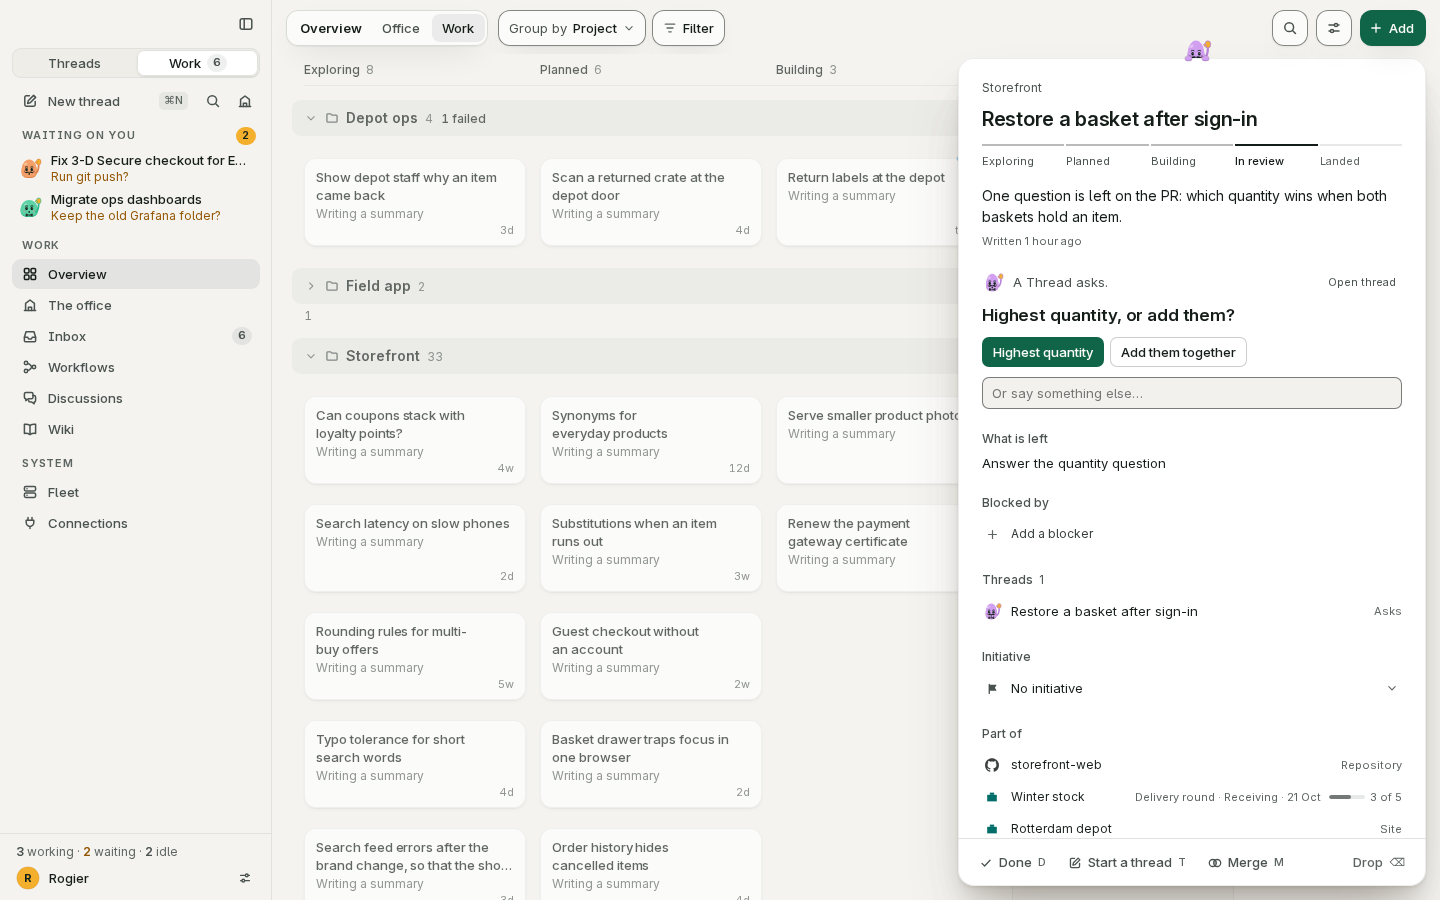 Threads
Work 6
New thread ⌘N
WAITING ON YOU 2
Fix 3-D Secure checkout for E…
Run git push?
Migrate ops dashboards
Keep the old Grafana folder?
WORK
Overview
The office
Inbox 6
Workflows
Discussions
Wiki
SYSTEM
Fleet
Connections
3 working · 2 waiting · 2 idle
R Rogier
Overview Office Work
Group by Project
Filter
Add
Exploring 8
Planned 6
Building 3
Depot ops 4 1 failed
Show depot staff why an item
came back
Writing a summary
3d
Scan a returned crate at the
depot door
Writing a summary
4d
Return labels at the depot
Writing a summary
Field app 2
1
Storefront 33
Can coupons stack with
loyalty points?
Writing a summary
4w
Synonyms for
everyday products
Writing a summary
12d
Serve smaller product photo
Writing a summary
Search latency on slow phones
Writing a summary
2d
Substitutions when an item
runs out
Writing a summary
3w
Renew the payment
gateway certificate
Writing a summary
Rounding rules for multi-
buy offers
Writing a summary
5w
Guest checkout without
an account
Writing a summary
2w
Typo tolerance for short
search words
Writing a summary
4d
Basket drawer traps focus in
one browser
Writing a summary
2d
Search feed errors after the
brand change, so that the sho…
Writing a summary
3d
Order history hides
cancelled items
Writing a summary
4d
Storefront
Restore a basket after sign-in
Exploring
Planned
Building
In review
Landed
One question is left on the PR: which quantity wins when both
baskets hold an item.
Written 1 hour ago
A Thread asks.
Open thread
Highest quantity, or add them?
Highest quantity
Add them together
Or say something else…
What is left
Answer the quantity question
Blocked by
Add a blocker
Threads 1
Restore a basket after sign-in
Asks
Initiative
No initiative
Part of
storefront-web
Repository
Winter stock
Delivery round · Receiving · 21 Oct
3 of 5
Rotterdam depot
Site
Done D
Start a thread T
Merge M
Drop ⌫